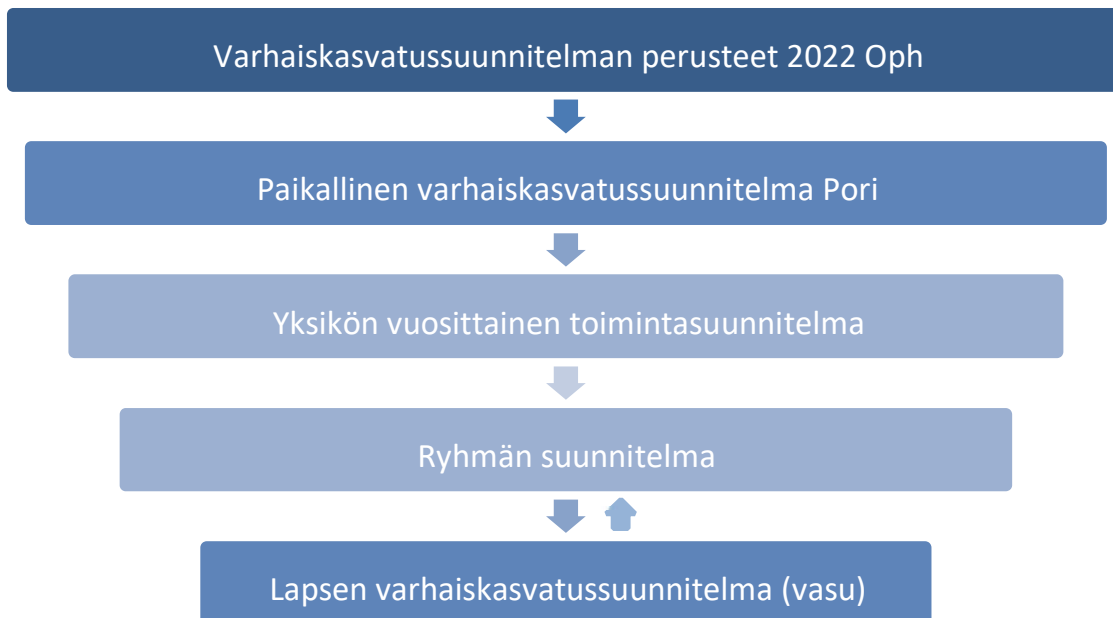 Varhaiskasvatussuunnitelman perusteet 2022 Oph
Paikallinen varhaiskasvatussuunnitelma Pori
Yksikön vuosittainen toimintasuunnitelma
Ryhmän suunnitelma
Lapsen varhaiskasvatussuunnitelma (vasu)